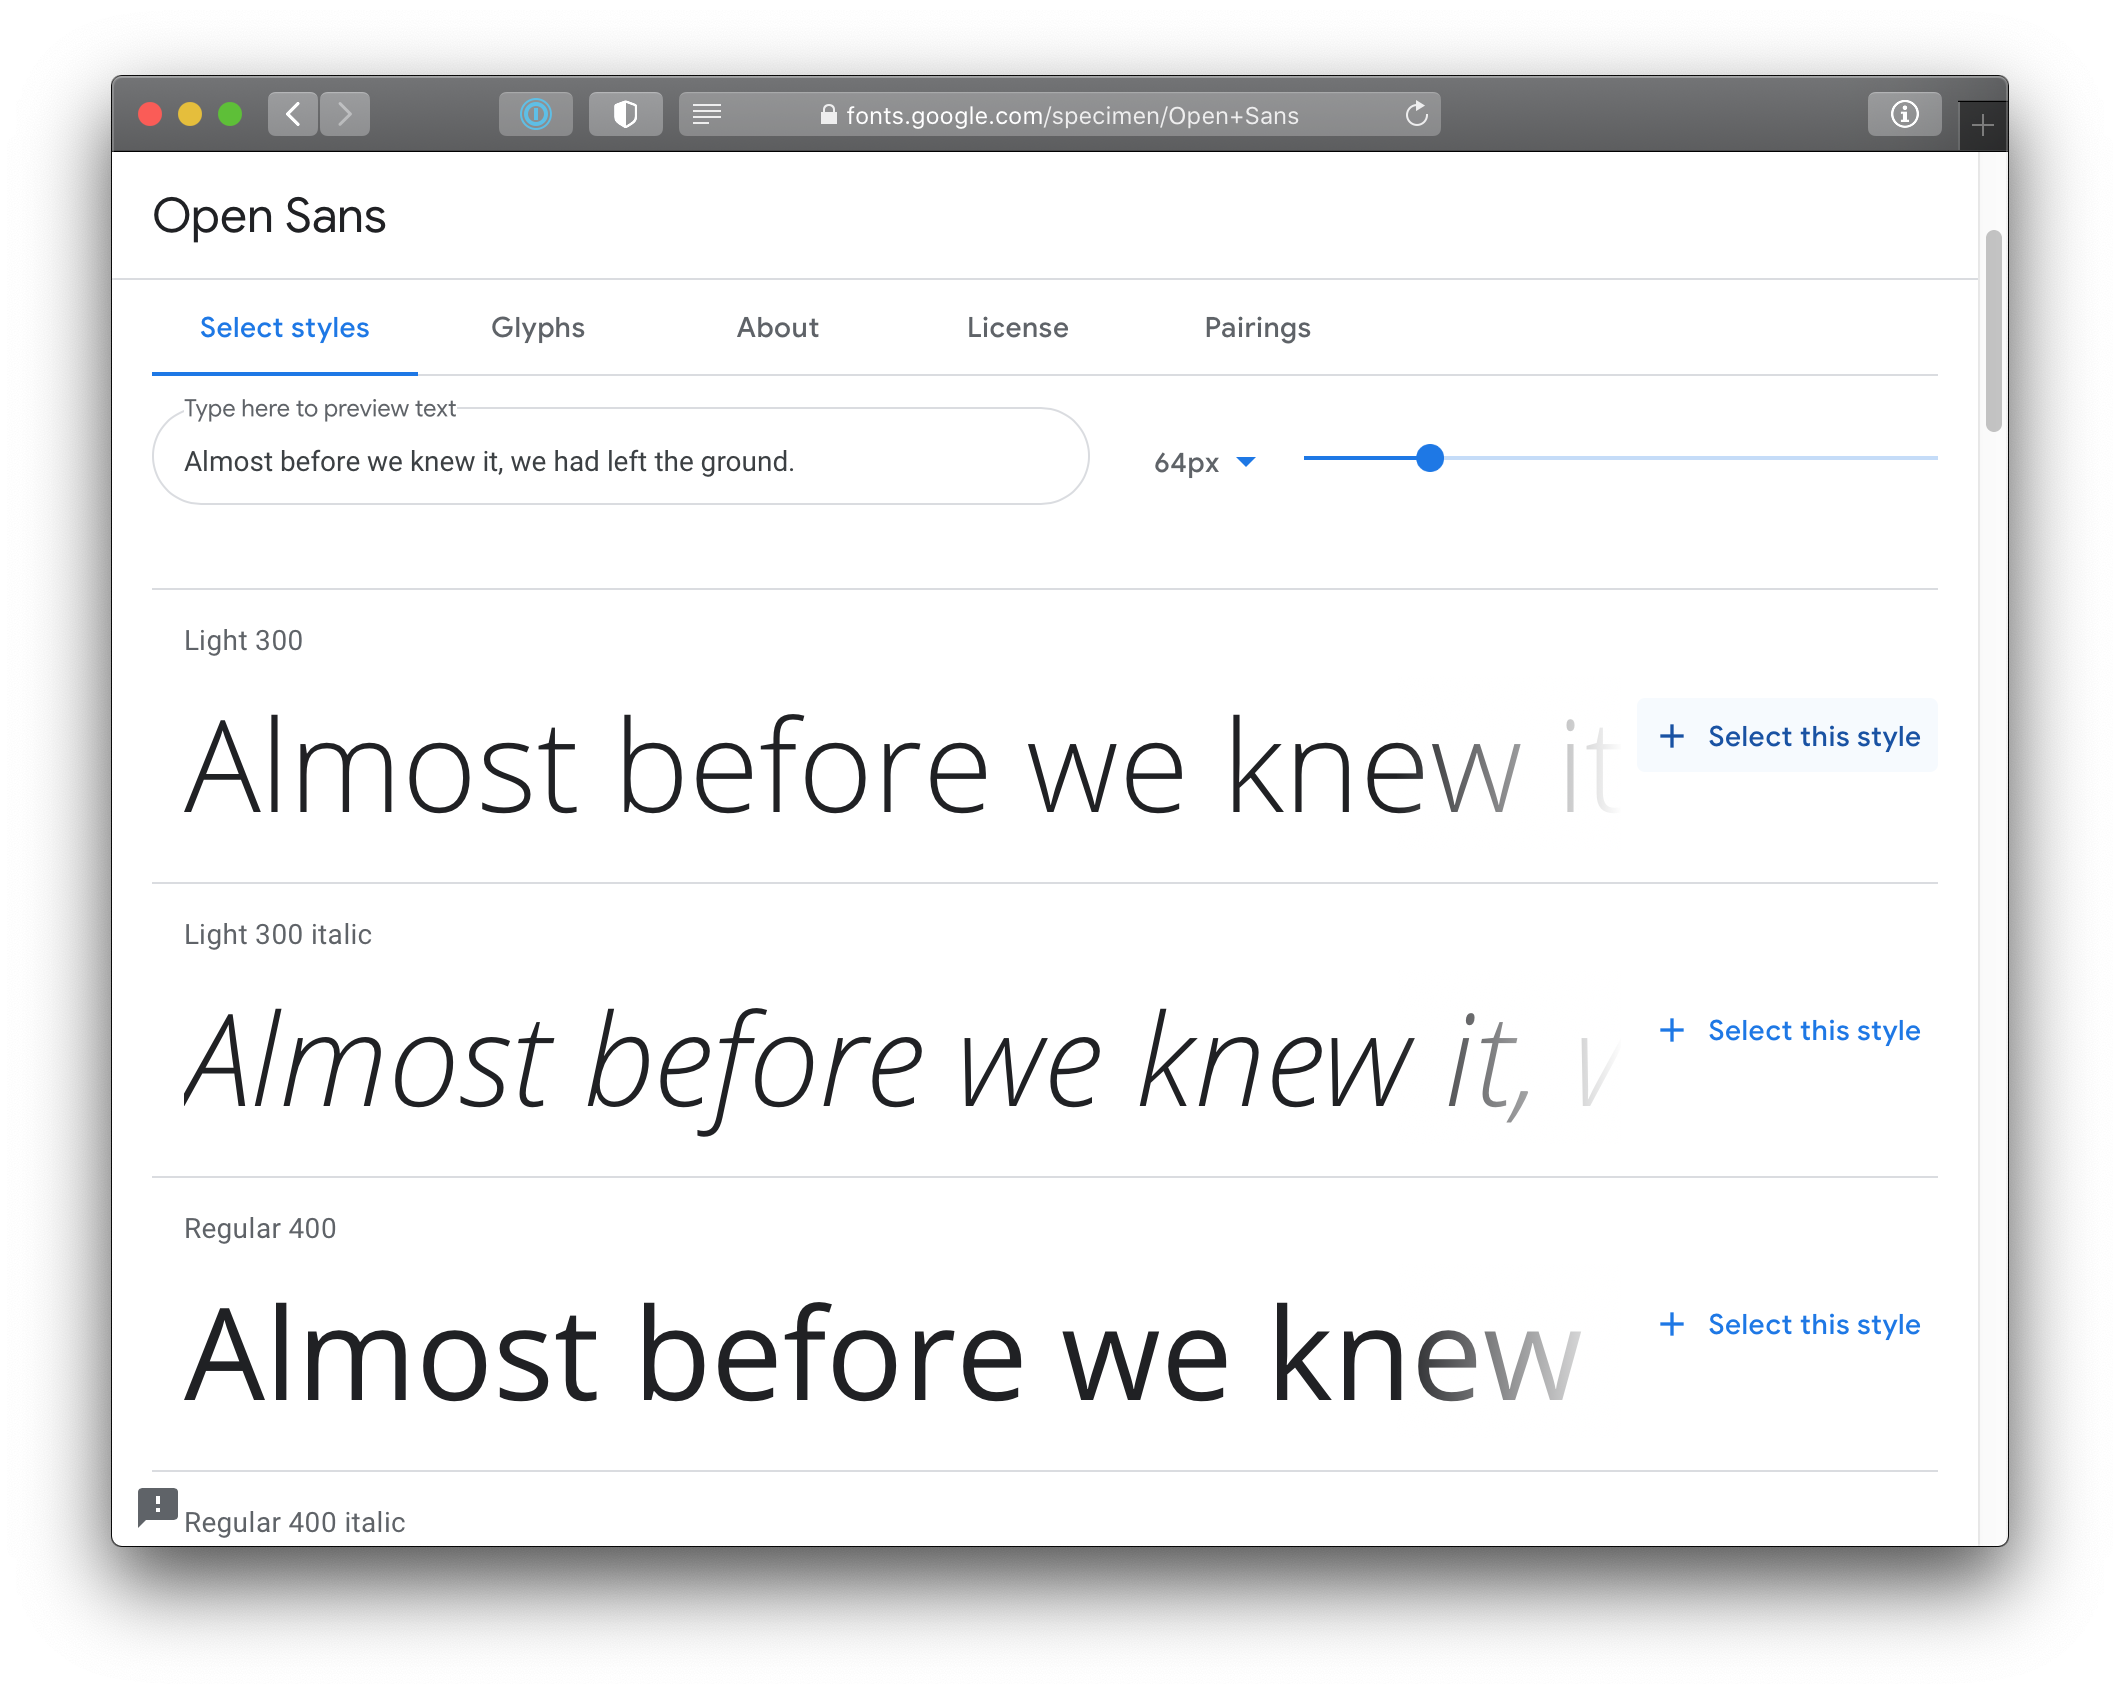 fonts.google.com/specimen/Open+Sans
Open Sans
Select styles Glyphs About License Pairings
Type here to preview text
Almost before we knew it, we had left the ground.
64px
Light 300
Almost before we knew it
Select this style
Light 300 italic
Almost before we knew it, w
Select this style
Regular 400
Almost before we knew
Select this style
Regular 400 italic